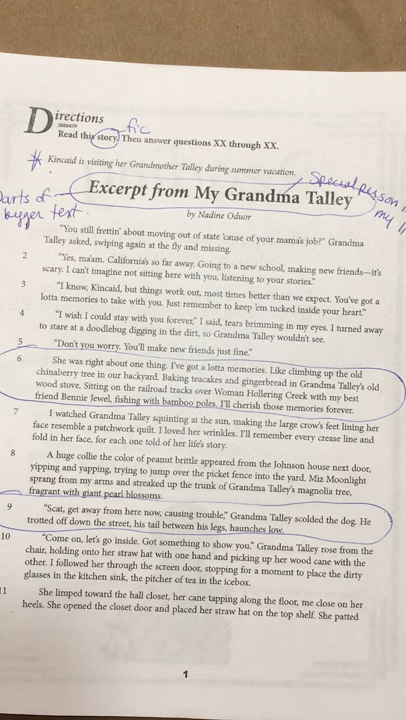 Directions
fic
Read this story. Then answer questions XX through XX.
Kincaid is visiting her Grandmother Talley during summer vacation.
Special person in
my
Parts of
bigger text.
Excerpt from My Grandma Talley
by Nadine Oduor
"You still frettin' about moving out of state 'cause of your mama's job?" Grandma
Talley asked, swiping again at the fly and missing.
2 "Yes, ma'am. California's so far away. Going to a new school, making new friends—it's
scary. I can't imagine not sitting here with you, listening to your stories."
3 "I know, Kincaid, but things work out, most times better than we expect. You've got a
lotta memories to take with you. Just remember to keep 'em tucked inside your heart."
4 "I wish I could stay with you forever," I said, tears brimming in my eyes. I turned away
to stare at a doodlebug digging in the dirt, so Grandma Talley wouldn't see.
5 "Don't you worry. You'll make new friends just fine."
6 She was right about one thing. I've got a lotta memories. Like climbing up the old
chinaberry tree in our backyard. Baking teacakes and gingerbread in Grandma Talley's old
wood stove. Sitting on the railroad tracks over Woman Hollering Creek with my best
friend Bennie Jewel, fishing with bamboo poles. I'll cherish those memories forever.
7 I watched Grandma Talley squinting at the sun, making the large crow's feet lining her
face resemble a patchwork quilt. I loved her wrinkles. I'll remember every crease line and
fold in her face, for each one told of her life's story.
8 A huge collie the color of peanut brittle appeared from the Johnson house next door,
yipping and yapping, trying to jump over the picket fence into the yard. Miz Moonlight
sprang from my arms and streaked up the trunk of Grandma Talley's magnolia tree,
fragrant with giant pearl blossoms.
9 "Scat, get away from here now, causing trouble," Grandma Talley scolded the dog. He
trotted off down the street, his tail between his legs, haunches low.
10 "Come on, let's go inside. Got something to show you." Grandma Talley rose from the
chair, holding onto her straw hat with one hand and picking up her wood cane with the
other. I followed her through the screen door, stopping for a moment to place the dirty
glasses in the kitchen sink, the pitcher of tea in the icebox.
11 She limped toward the hall closet, her cane tapping along the floor, me close on her
heels. She opened the closet door and placed her straw hat on the top shelf. She patted
1